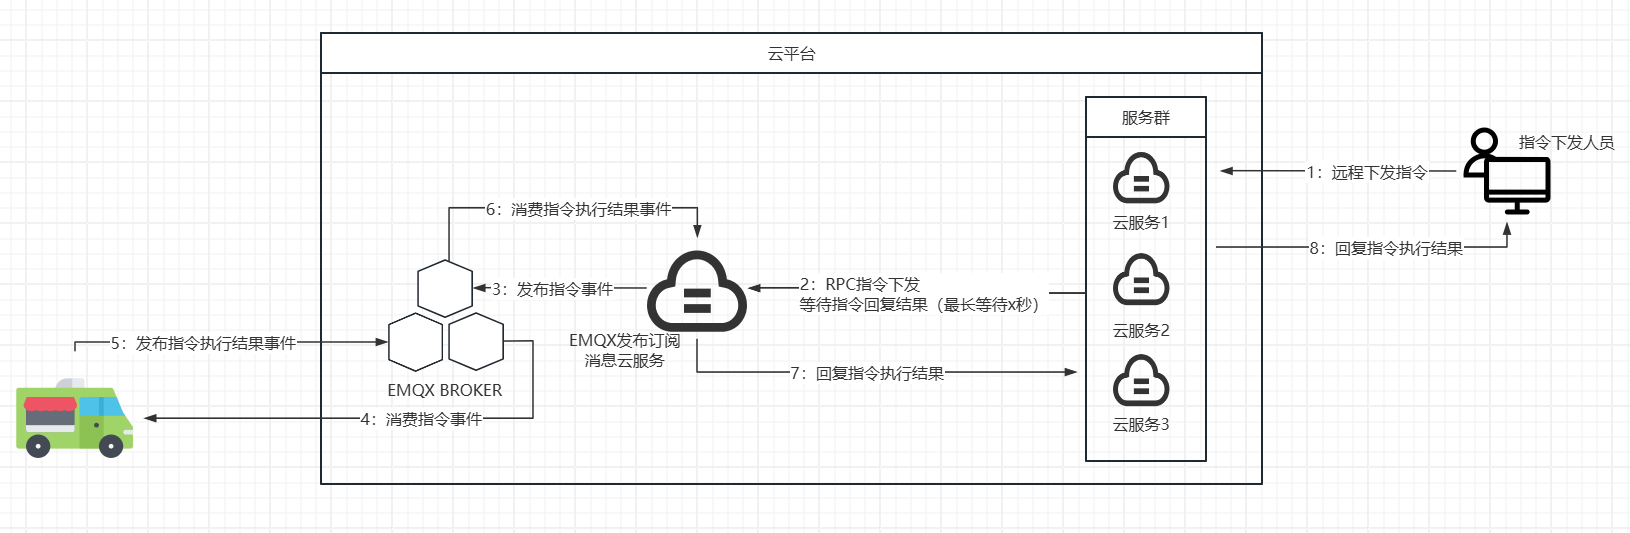 云平台
服务群
云服务1
云服务2
云服务3
指令下发人员
1：远程下发指令
8：回复指令执行结果
2：RPC指令下发
等待指令回复结果（最长等待x秒）
6：消费指令执行结果事件
3：发布指令事件
EMQX发布订阅
消息云服务
7：回复指令执行结果
5：发布指令执行结果事件
EMQX BROKER
4：消费指令事件